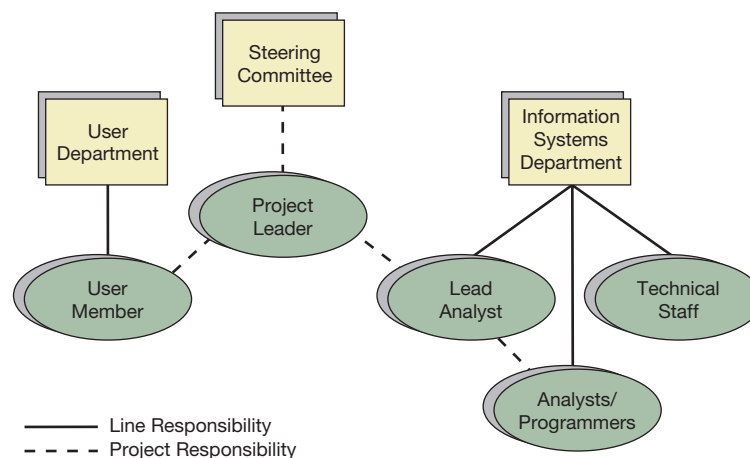 Steering
Committee
User
Department
Information
Systems
Department
Project
Leader
User
Member
Lead
Analyst
Technical
Staff
Analysts/
Programmers
Line Responsibility
Project Responsibility